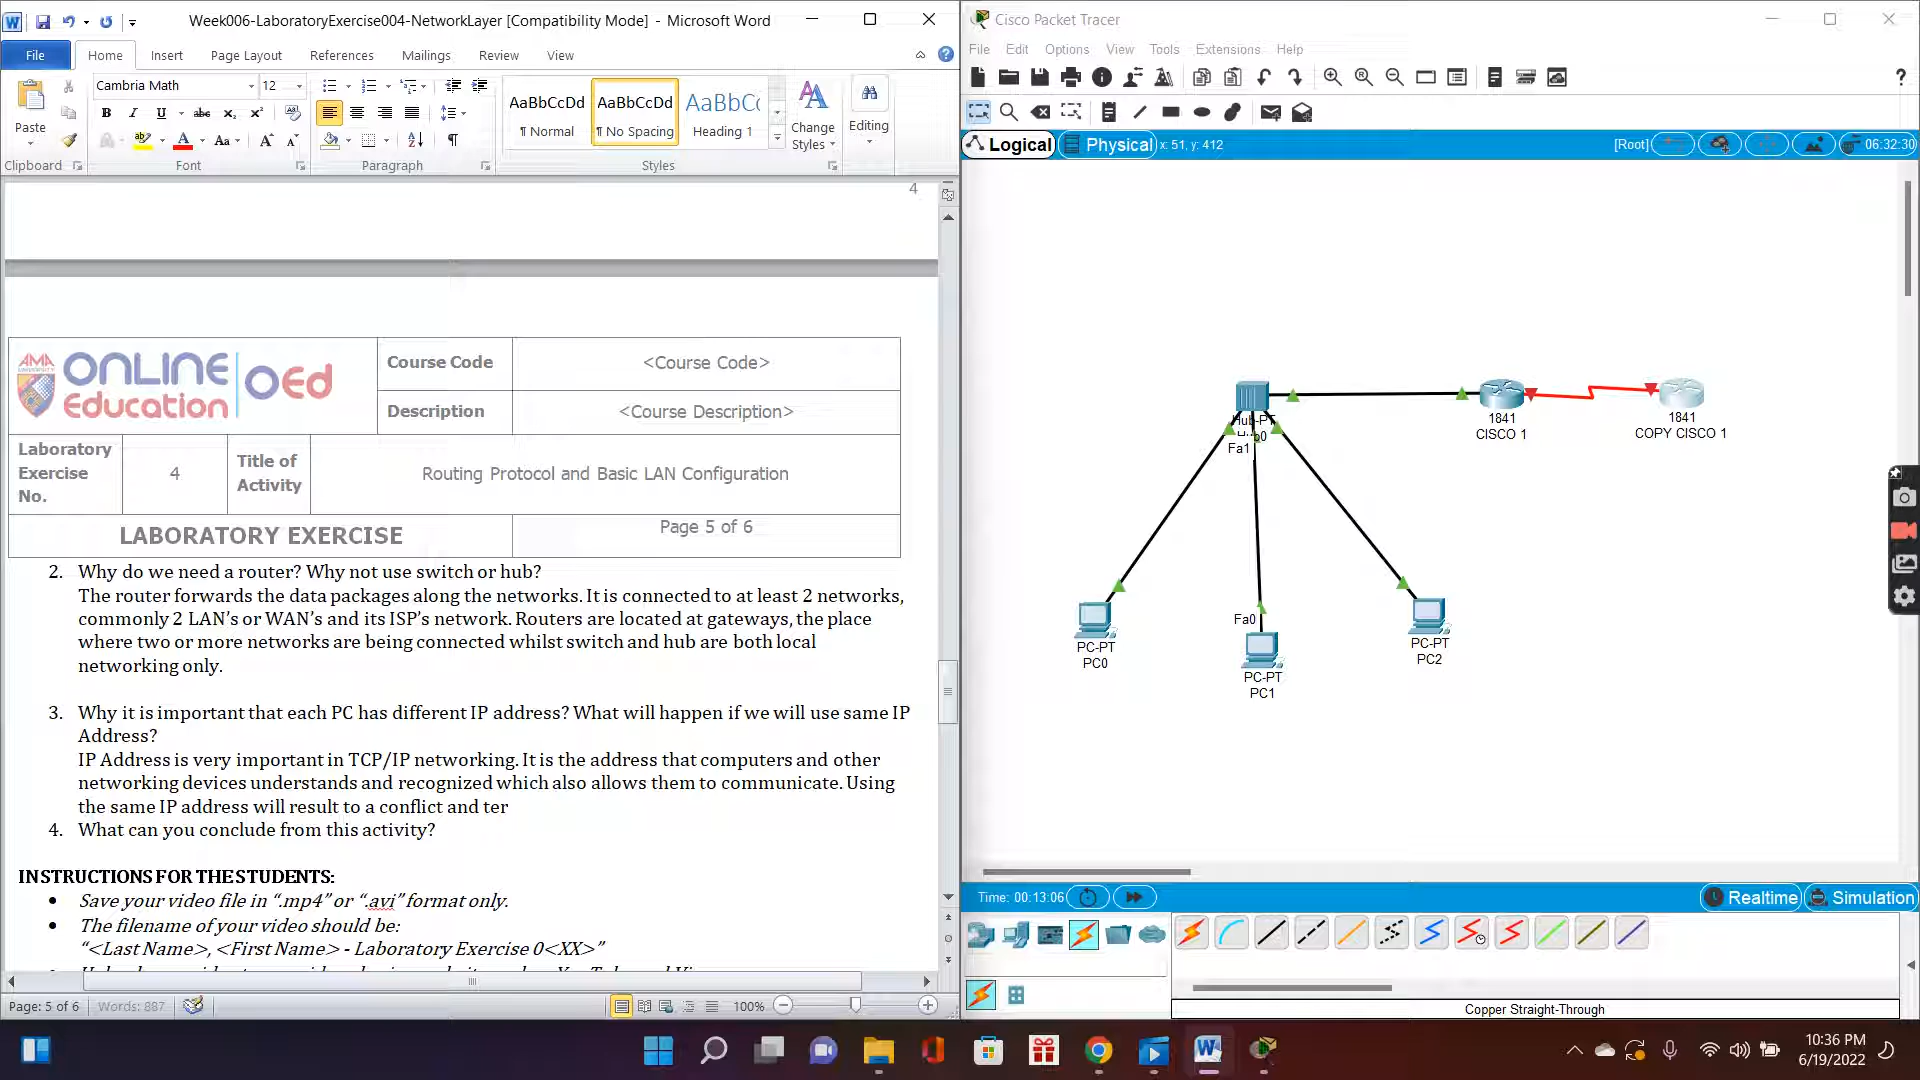 Week006-LaboratoryExercise004-NetworkLayer [Compatibility Mode] - Microsoft Word
File Home Insert Page Layout References Mailings Review View
Cambria Math 12
Paste
Clipboard
Font
Paragraph
AaBbCcDd
¶ Normal
AaBbCcDd
¶ No Spacing
AaBbCc
Heading 1
Change Styles
Styles
Editing
4
AMA
UNIVERSITY
ONLINE Education
OEd
Course Code
<Course Code>
Description
<Course Description>
Laboratory Exercise No.
4
Title of Activity
Routing Protocol and Basic LAN Configuration
LABORATORY EXERCISE
Page 5 of 6
2. Why do we need a router? Why not use switch or hub?
The router forwards the data packages along the networks. It is connected to at least 2 networks,
commonly 2 LAN’s or WAN’s and its ISP’s network. Routers are located at gateways, the place
where two or more networks are being connected whilst switch and hub are both local
networking only.
3. Why it is important that each PC has different IP address? What will happen if we will use same IP
Address?
IP Address is very important in TCP/IP networking. It is the address that computers and other
networking devices understands and recognized which also allows them to communicate. Using
the same IP address will result to a conflict and ter
4. What can you conclude from this activity?
INSTRUCTIONS FOR THE STUDENTS:
• Save your video file in “.mp4” or “.avi” format only.
• The filename of your video should be:
“<Last Name>, <First Name> - Laboratory Exercise 0<XX>”
Page: 5 of 6 Words: 887 100%
Cisco Packet Tracer
File Edit Options View Tools Extensions Help
Logical Physical x: 51, y: 412 [Root] 06:32:30
Hub-PT
Hub0
Fa1
1841
CISCO 1
1841
COPY CISCO 1
PC-PT
PC0
Fa0
PC-PT
PC1
PC-PT
PC2
Time: 00:13:06 Realtime Simulation
Copper Straight-Through
10:36 PM
6/19/2022